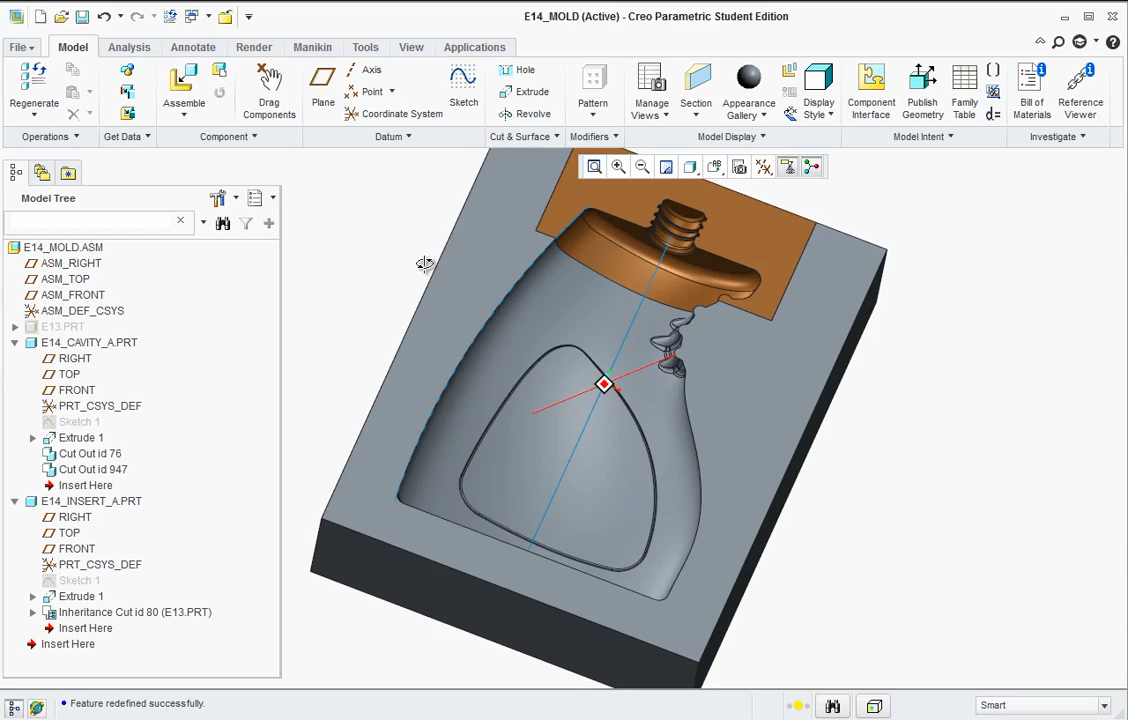 E14_MOLD (Active) - Creo Parametric Student Edition
File Model Analysis Annotate Render Manikin Tools View Applications
Regenerate
Operations
Get Data
Assemble
Drag Components
Component
Plane
Axis
Point
Coordinate System
Sketch
Datum
Hole
Extrude
Revolve
Cut & Surface
Pattern
Modifiers
Manage Views
Section
Appearance Gallery
Display Style
Model Display
Component Interface
Publish Geometry
Family Table
d=
Model Intent
Bill of Materials
Reference Viewer
Investigate
Model Tree
E14_MOLD.ASM
ASM_RIGHT
ASM_TOP
ASM_FRONT
ASM_DEF_CSYS
E13.PRT
E14_CAVITY_A.PRT
RIGHT
TOP
FRONT
PRT_CSYS_DEF
Sketch 1
Extrude 1
Cut Out id 76
Cut Out id 947
Insert Here
E14_INSERT_A.PRT
RIGHT
TOP
FRONT
PRT_CSYS_DEF
Sketch 1
Extrude 1
Inheritance Cut id 80 (E13.PRT)
Insert Here
Insert Here
Feature redefined successfully.
Smart